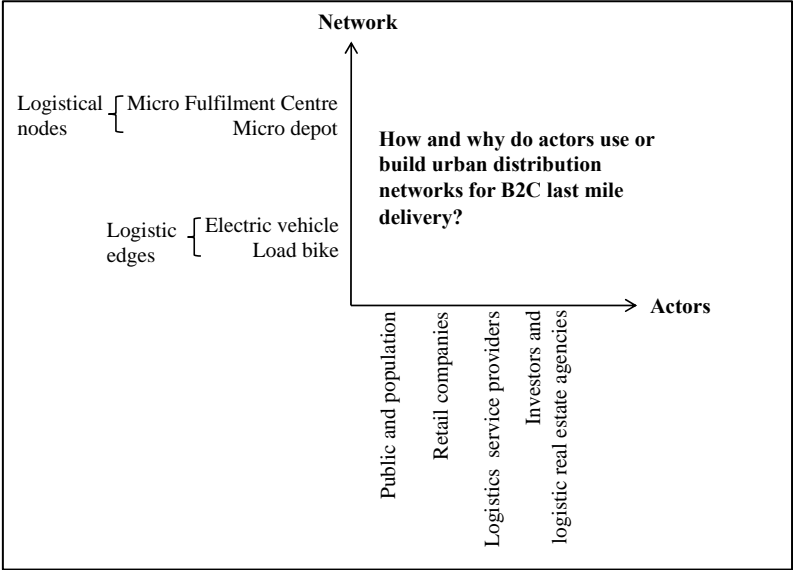 Network
Logistical
nodes
Micro Fulfilment Centre
Micro depot
How and why do actors use or
build urban distribution
networks for B2C last mile
delivery?
Logistic
edges
Electric vehicle
Load bike
Actors
Public and population
Retail companies
Logistics service providers
Investors and
logistic real estate agencies